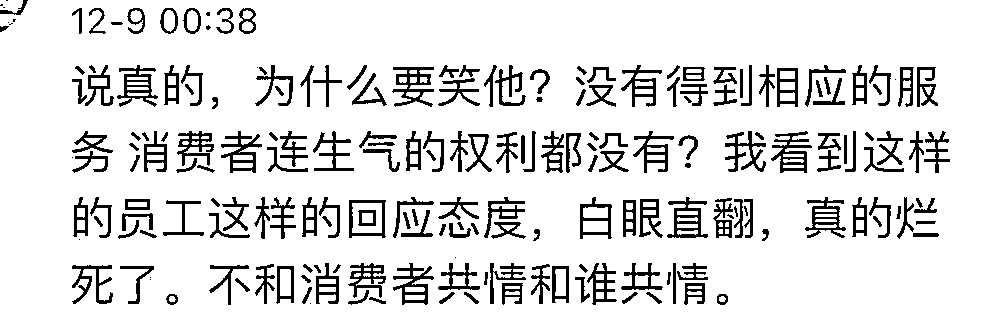 12-9 00:38
说真的，为什么要笑他？没有得到相应的服
务 消费者连生气的权利都没有？我看到这样
的员工这样的回应态度，白眼直翻，真的烂
死了。不和消费者共情和谁共情。